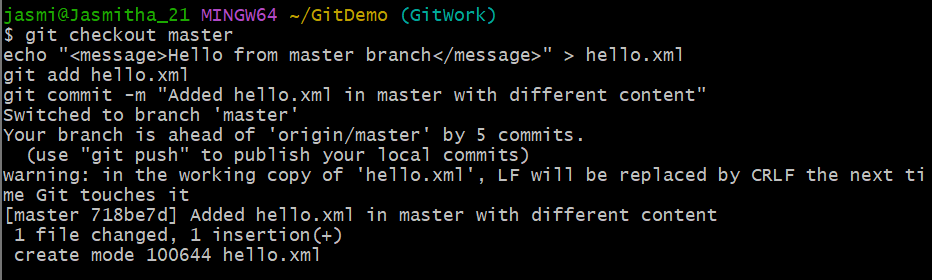 jasmi@Jasmitha_21 MINGW64 ~/GitDemo (GitWork)
$ git checkout master
echo "<message>Hello from master branch</message>" > hello.xml
git add hello.xml
git commit -m "Added hello.xml in master with different content"
Switched to branch 'master'
Your branch is ahead of 'origin/master' by 5 commits.
  (use "git push" to publish your local commits)
warning: in the working copy of 'hello.xml', LF will be replaced by CRLF the next ti
me Git touches it
[master 718be7d] Added hello.xml in master with different content
 1 file changed, 1 insertion(+)
 create mode 100644 hello.xml